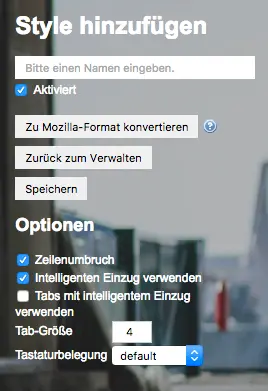 Style hinzufügen
Bitte einen Namen eingeben.
Aktiviert
Zu Mozilla-Format konvertieren ?
Zurück zum Verwalten
Speichern
Optionen
Zeilenumbruch
Intelligenten Einzug verwenden
Tabs mit intelligentem Einzug
verwenden
Tab-Größe 4
Tastaturbelegung default